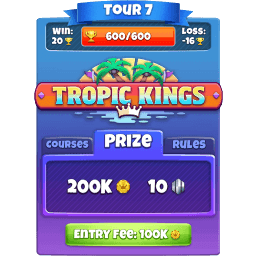 TOUR 7
WIN:
20
600/600
LOSS:
-16
TROPIC KINGS
COURSES
PRIZE
RULES
200K
10
ENTRY FEE: 100K